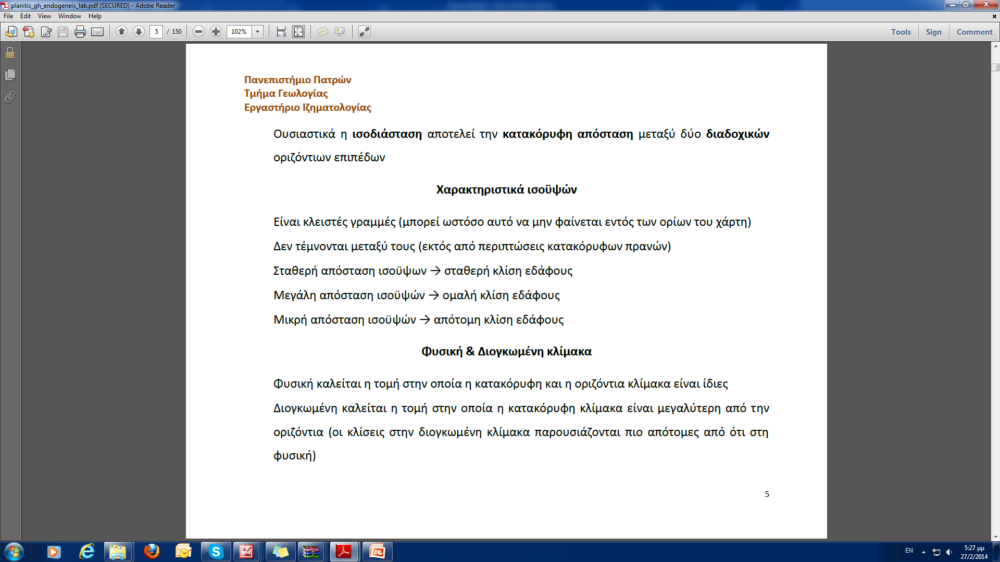 planitis_gh_endogeneis_lab.pdf (SECURED) - Adobe Reader
File Edit View Window Help
5 / 150 102% Tools Sign Comment
Πανεπιστήμιο Πατρών
Τμήμα Γεωλογίας
Εργαστήριο Ιζηματολογίας
Ουσιαστικά η ισοδιάσταση αποτελεί την κατακόρυφη απόσταση μεταξύ δύο διαδοχικών
οριζόντιων επιπέδων
Χαρακτηριστικά ισοϋψών
Είναι κλειστές γραμμές (μπορεί ωστόσο αυτό να μην φαίνεται εντός των ορίων του χάρτη)
Δεν τέμνονται μεταξύ τους (εκτός από περιπτώσεις κατακόρυφων πρανών)
Σταθερή απόσταση ισοϋψων → σταθερή κλίση εδάφους
Μεγάλη απόσταση ισοϋψών → ομαλή κλίση εδάφους
Μικρή απόσταση ισοϋψών → απότομη κλίση εδάφους
Φυσική & Διογκωμένη κλίμακα
Φυσική καλείται η τομή στην οποία η κατακόρυφη και η οριζόντια κλίμακα είναι ίδιες
Διογκωμένη καλείται η τομή στην οποία η κατακόρυφη κλίμακα είναι μεγαλύτερη από την
οριζόντια (οι κλίσεις στην διογκωμένη κλίμακα παρουσιάζονται πιο απότομες από ότι στη
φυσική)
5
EN
5:27 μμ
27/2/2014